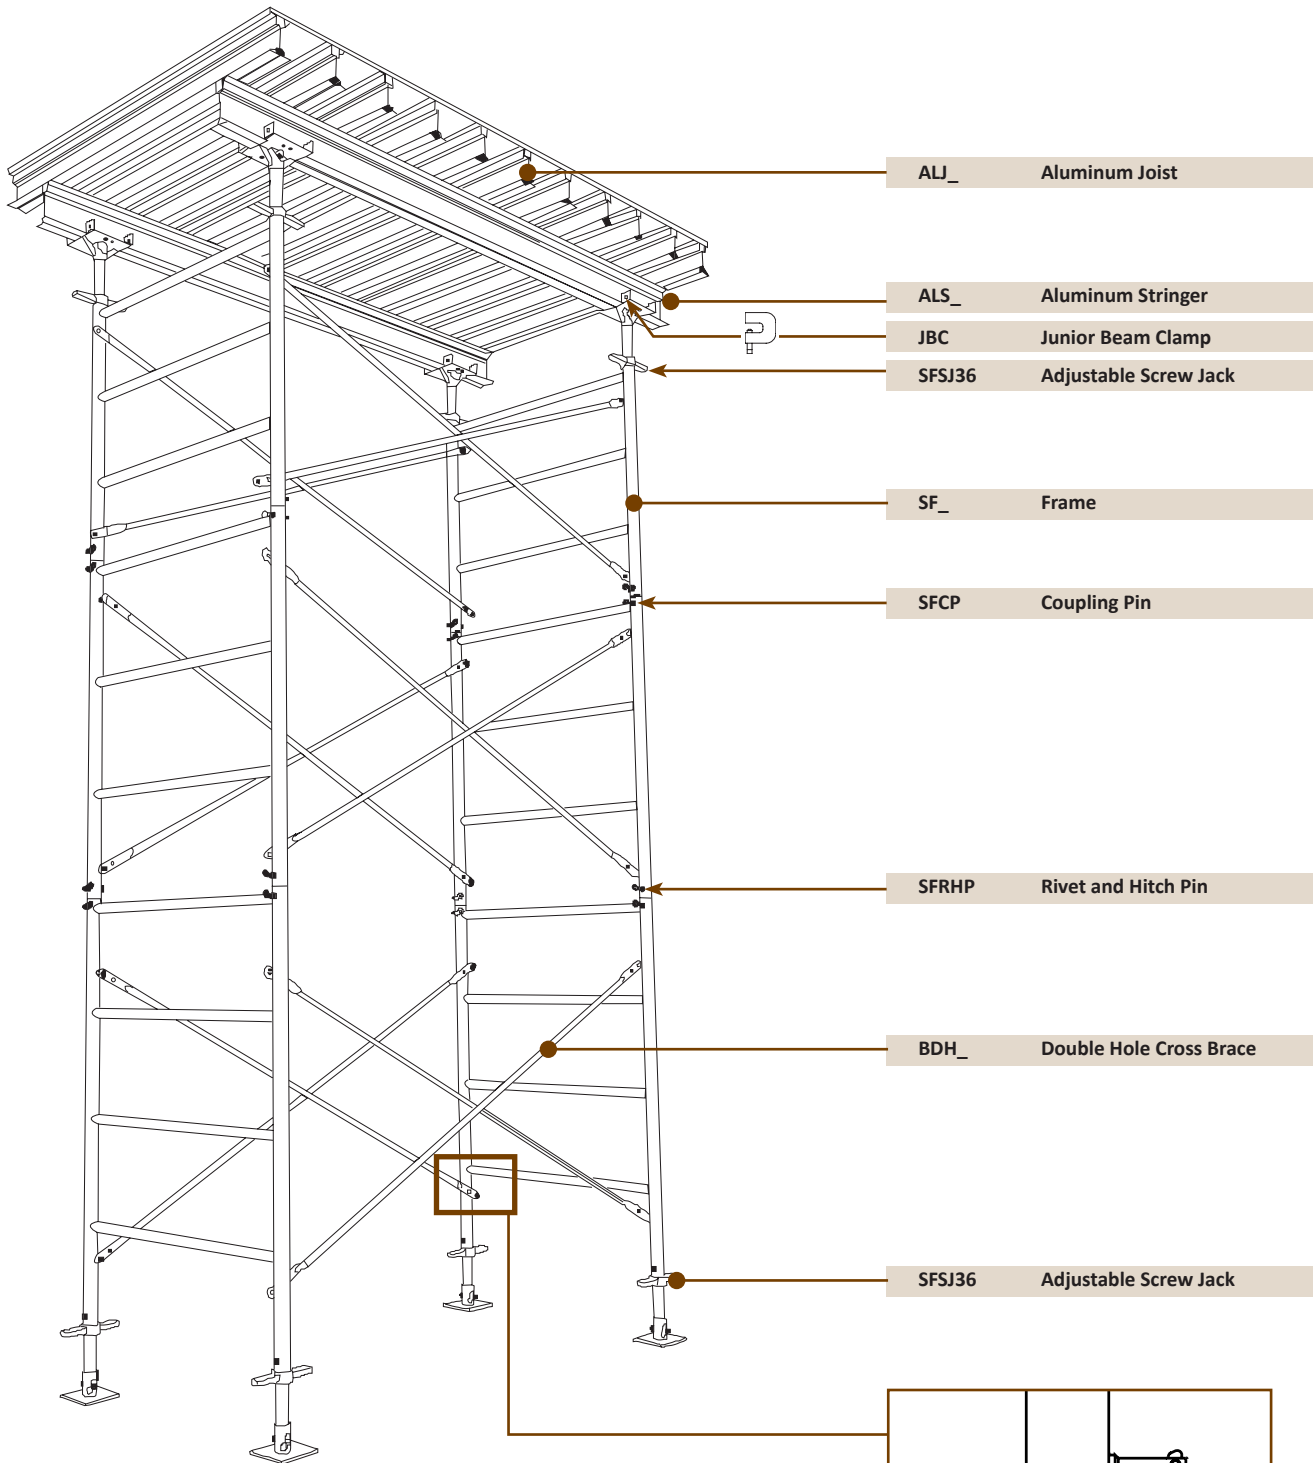 ALJ_ Aluminum Joist
ALS_ Aluminum Stringer
JBC Junior Beam Clamp
SFSJ36 Adjustable Screw Jack
SF_ Frame
SFCP Coupling Pin
SFRHP Rivet and Hitch Pin
BDH_ Double Hole Cross Brace
SFSJ36 Adjustable Screw Jack